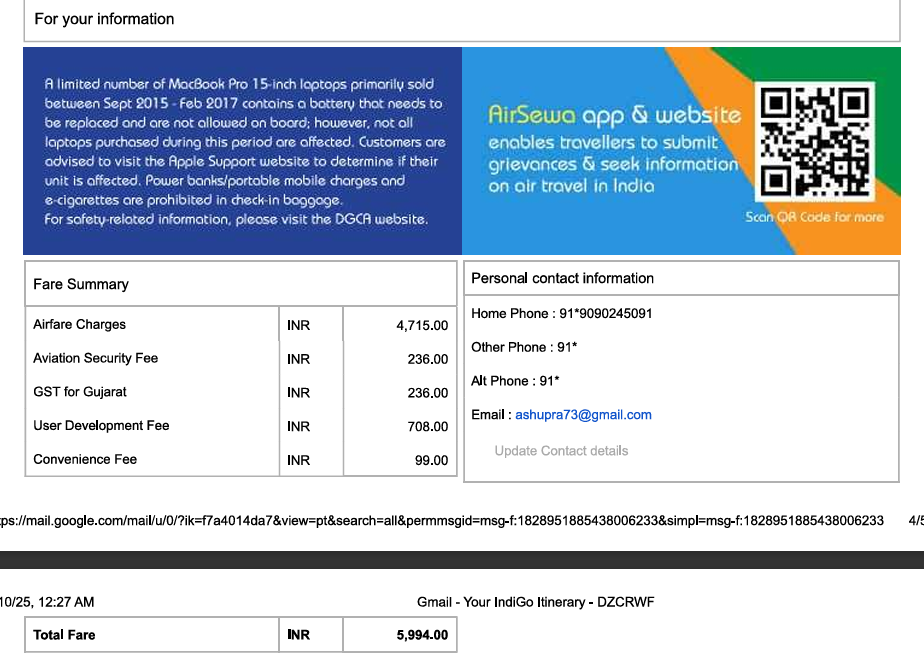 For your information
A limited number of MacBook Pro 15-inch laptops primarily sold
between Sept 2015 - Feb 2017 contains a battery that needs to
be replaced and are not allowed on board; however, not all
laptops purchased during this period are affected. Customers are
advised to visit the Apple Support website to determine if their
unit is affected. Power banks/portable mobile charges and
e-cigarettes are prohibited in check-in baggage.
For safety-related information, please visit the DGCA website.
AirSewa app & website
enables travellers to submit
grievances & seek information
on air travel in India
Scan QR Code for more
Fare Summary
Airfare Charges INR 4,715.00
Aviation Security Fee INR 236.00
GST for Gujarat INR 236.00
User Development Fee INR 708.00
Convenience Fee INR 99.00
Personal contact information
Home Phone : 91*9090245091
Other Phone : 91*
Alt Phone : 91*
Email : ashupra73@gmail.com
Update Contact details
ps://mail.google.com/mail/u/0/?ik=f7a4014da7&view=pt&search=all&permmsgid=msg-f:1828951885438006233&simpl=msg-f:1828951885438006233 4/5
10/25, 12:27 AM Gmail - Your IndiGo Itinerary - DZCRWF
Total Fare INR 5,994.00